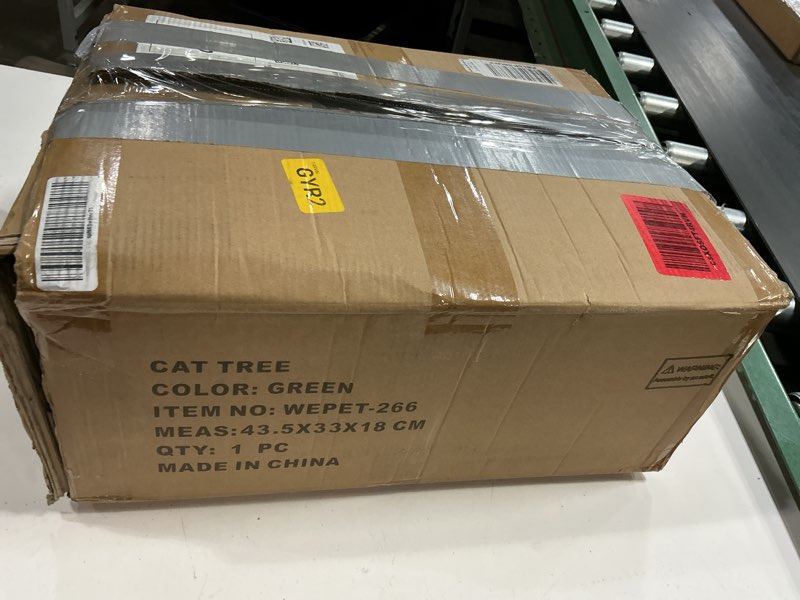 GYR2
CAT TREE
COLOR: GREEN
ITEM NO: WEPET-266
MEAS:43.5X33X18 CM
QTY: 1 PC
MADE IN CHINA
WARNING: